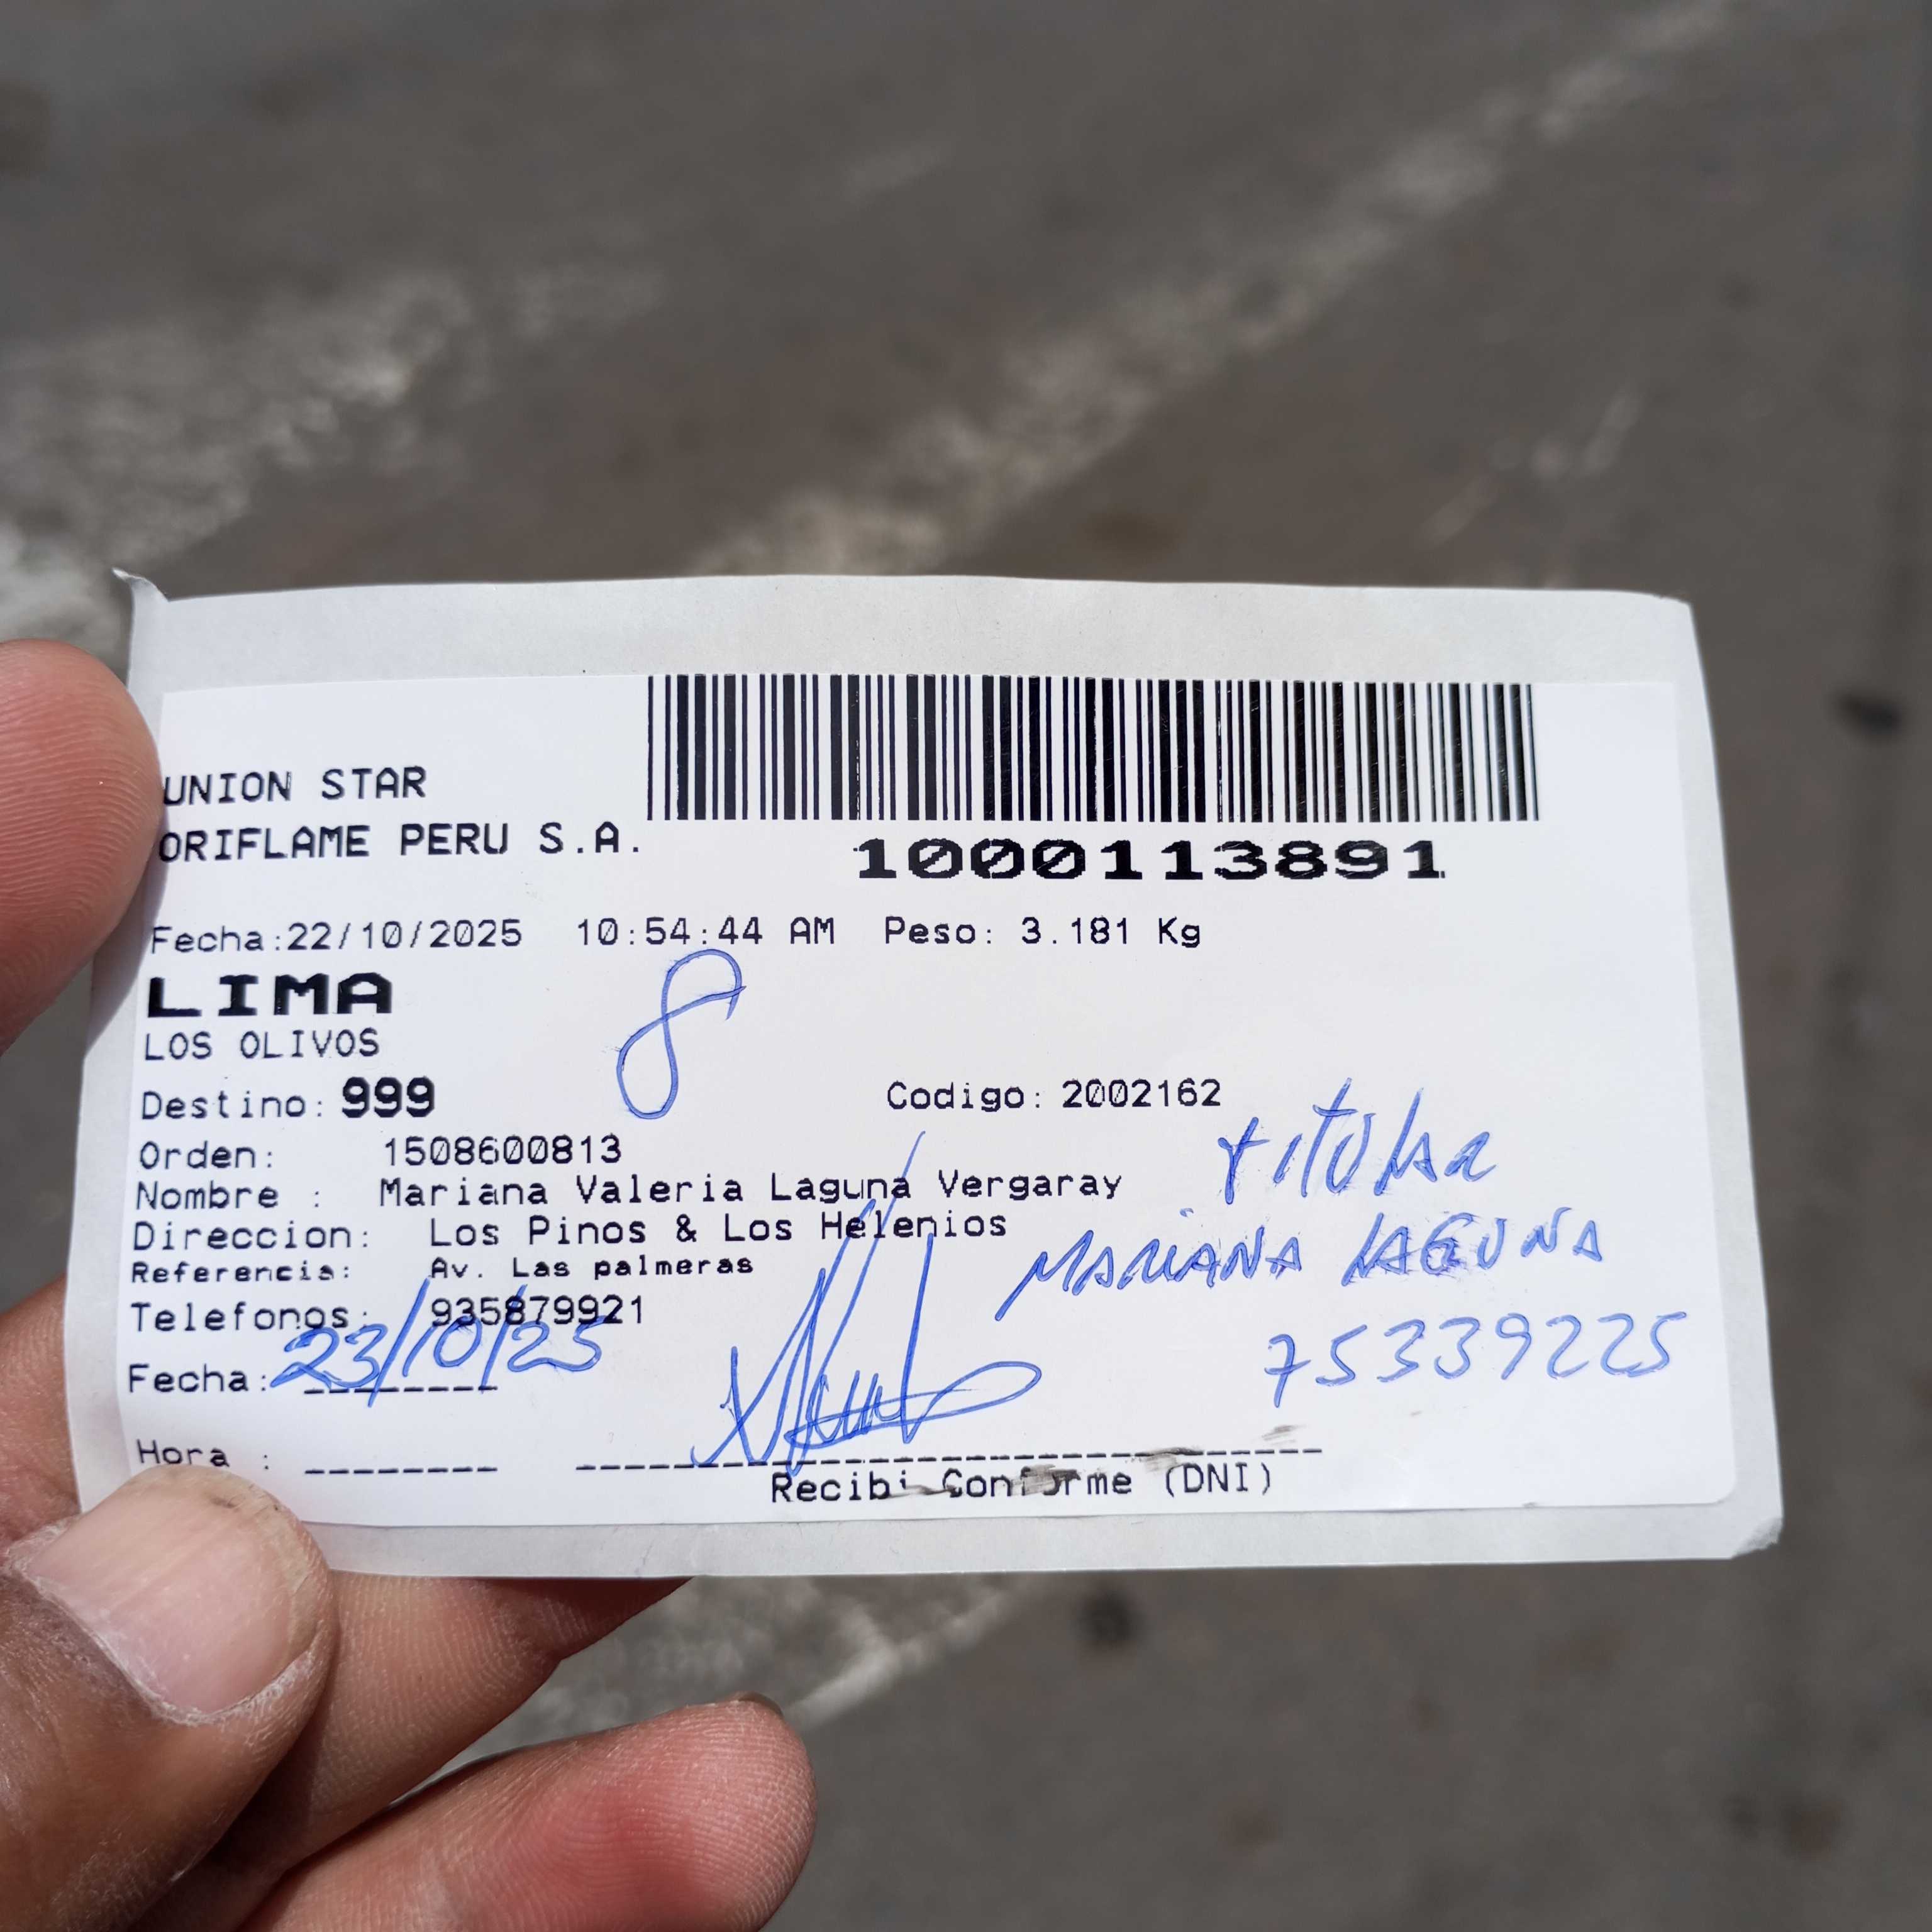 UNION STAR
ORIFLAME PERU S.A.
1000113891
Fecha:22/10/2025 10:54:44 AM Peso: 3.181 Kg
LIMA
8
LOS OLIVOS
Destino: 999 Codigo: 2002162
Orden: 1508600813
titular
Nombre : Mariana Valeria Laguna Vergaray
Direccion: Los Pinos & Los Helenios
MARIANA LAGUNA
Referencia: Av. Las palmeras
Telefonos: 935879921
75339225
Fecha: 23/10/25
Hora :
Recibi Conforme (DNI)